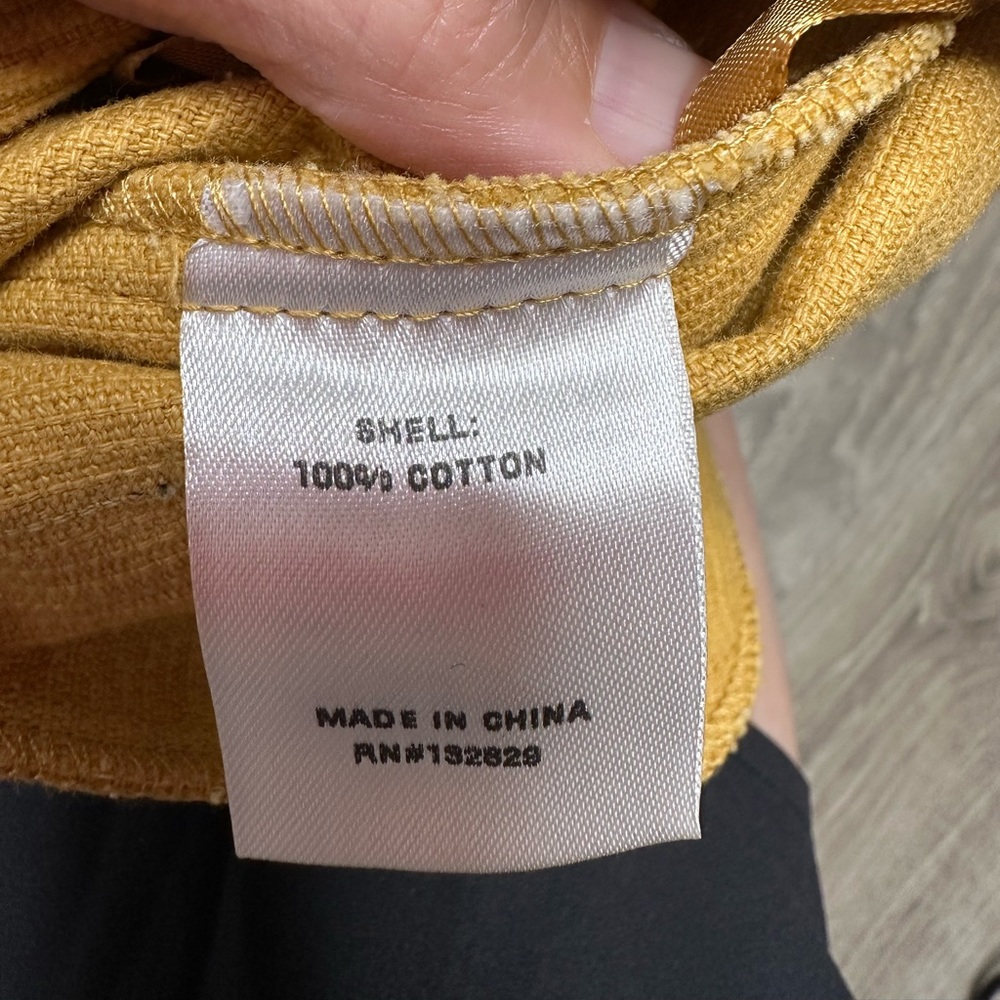 SHELL:
100% COTTON
MADE IN CHINA
RN#132829